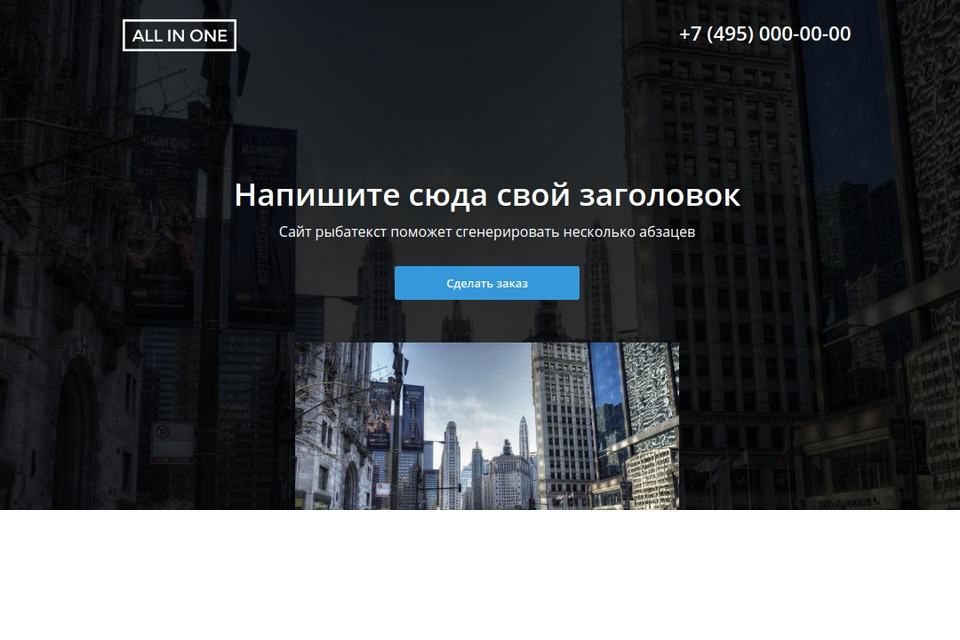 ALL IN ONE
+7 (495) 000-00-00
MAGNIFICENT
Напишите сюда свой заголовок
Сайт рыбатекст поможет сгенерировать несколько абзацев
Сделать заказ